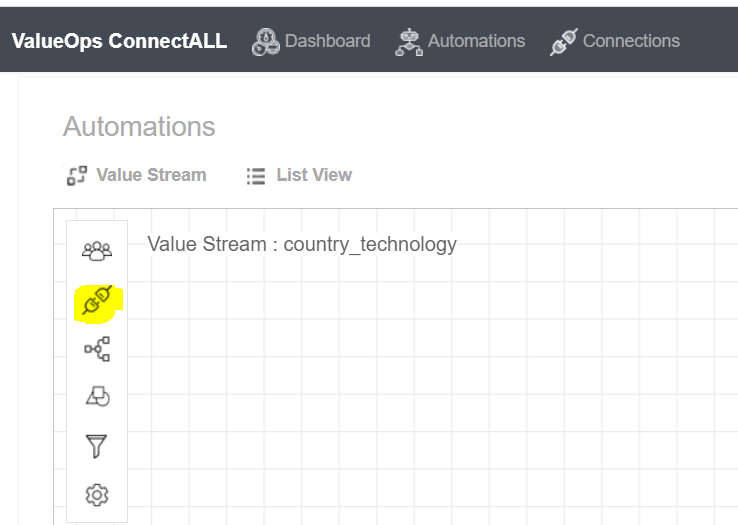 ValueOps ConnectALL Dashboard Automations Connections
Automations
Value Stream List View
Value Stream : country_technology